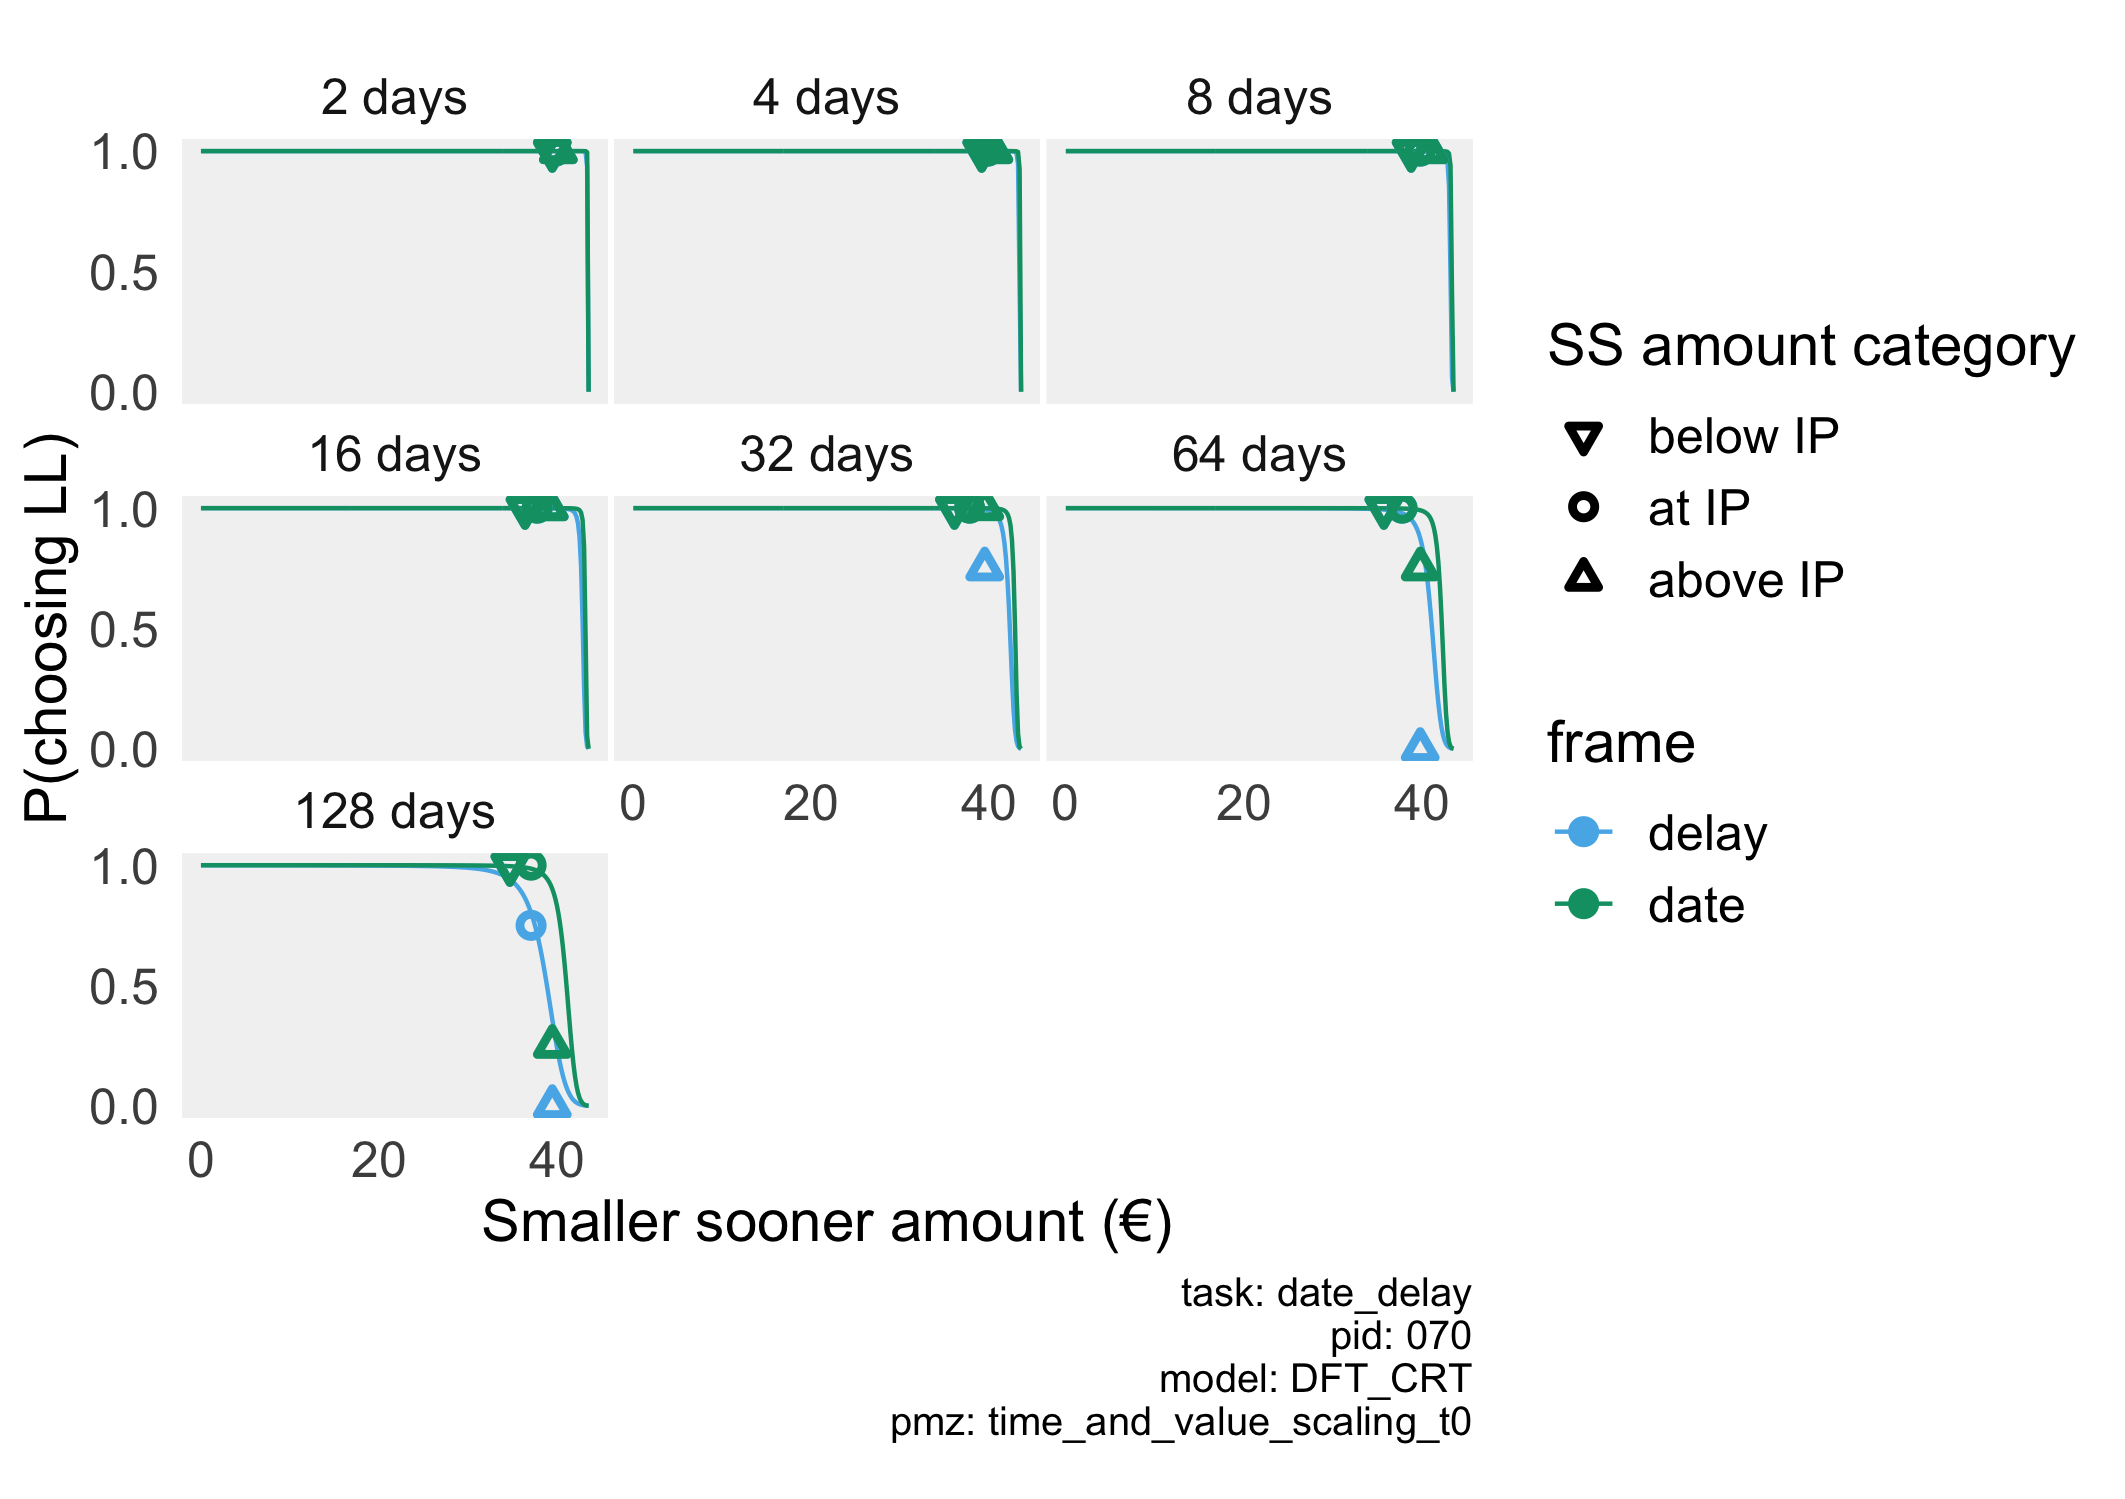 2 days
4 days
8 days
1.0
0.5
0.0
16 days
32 days
64 days
1.0
0.5
0.0
0 20 40
0 20 40
128 days
1.0
0.5
0.0
0 20 40
P(choosing LL)
Smaller sooner amount (€)
SS amount category
below IP
at IP
above IP
frame
delay
date
task: date_delay
pid: 070
model: DFT_CRT
pmz: time_and_value_scaling_t0